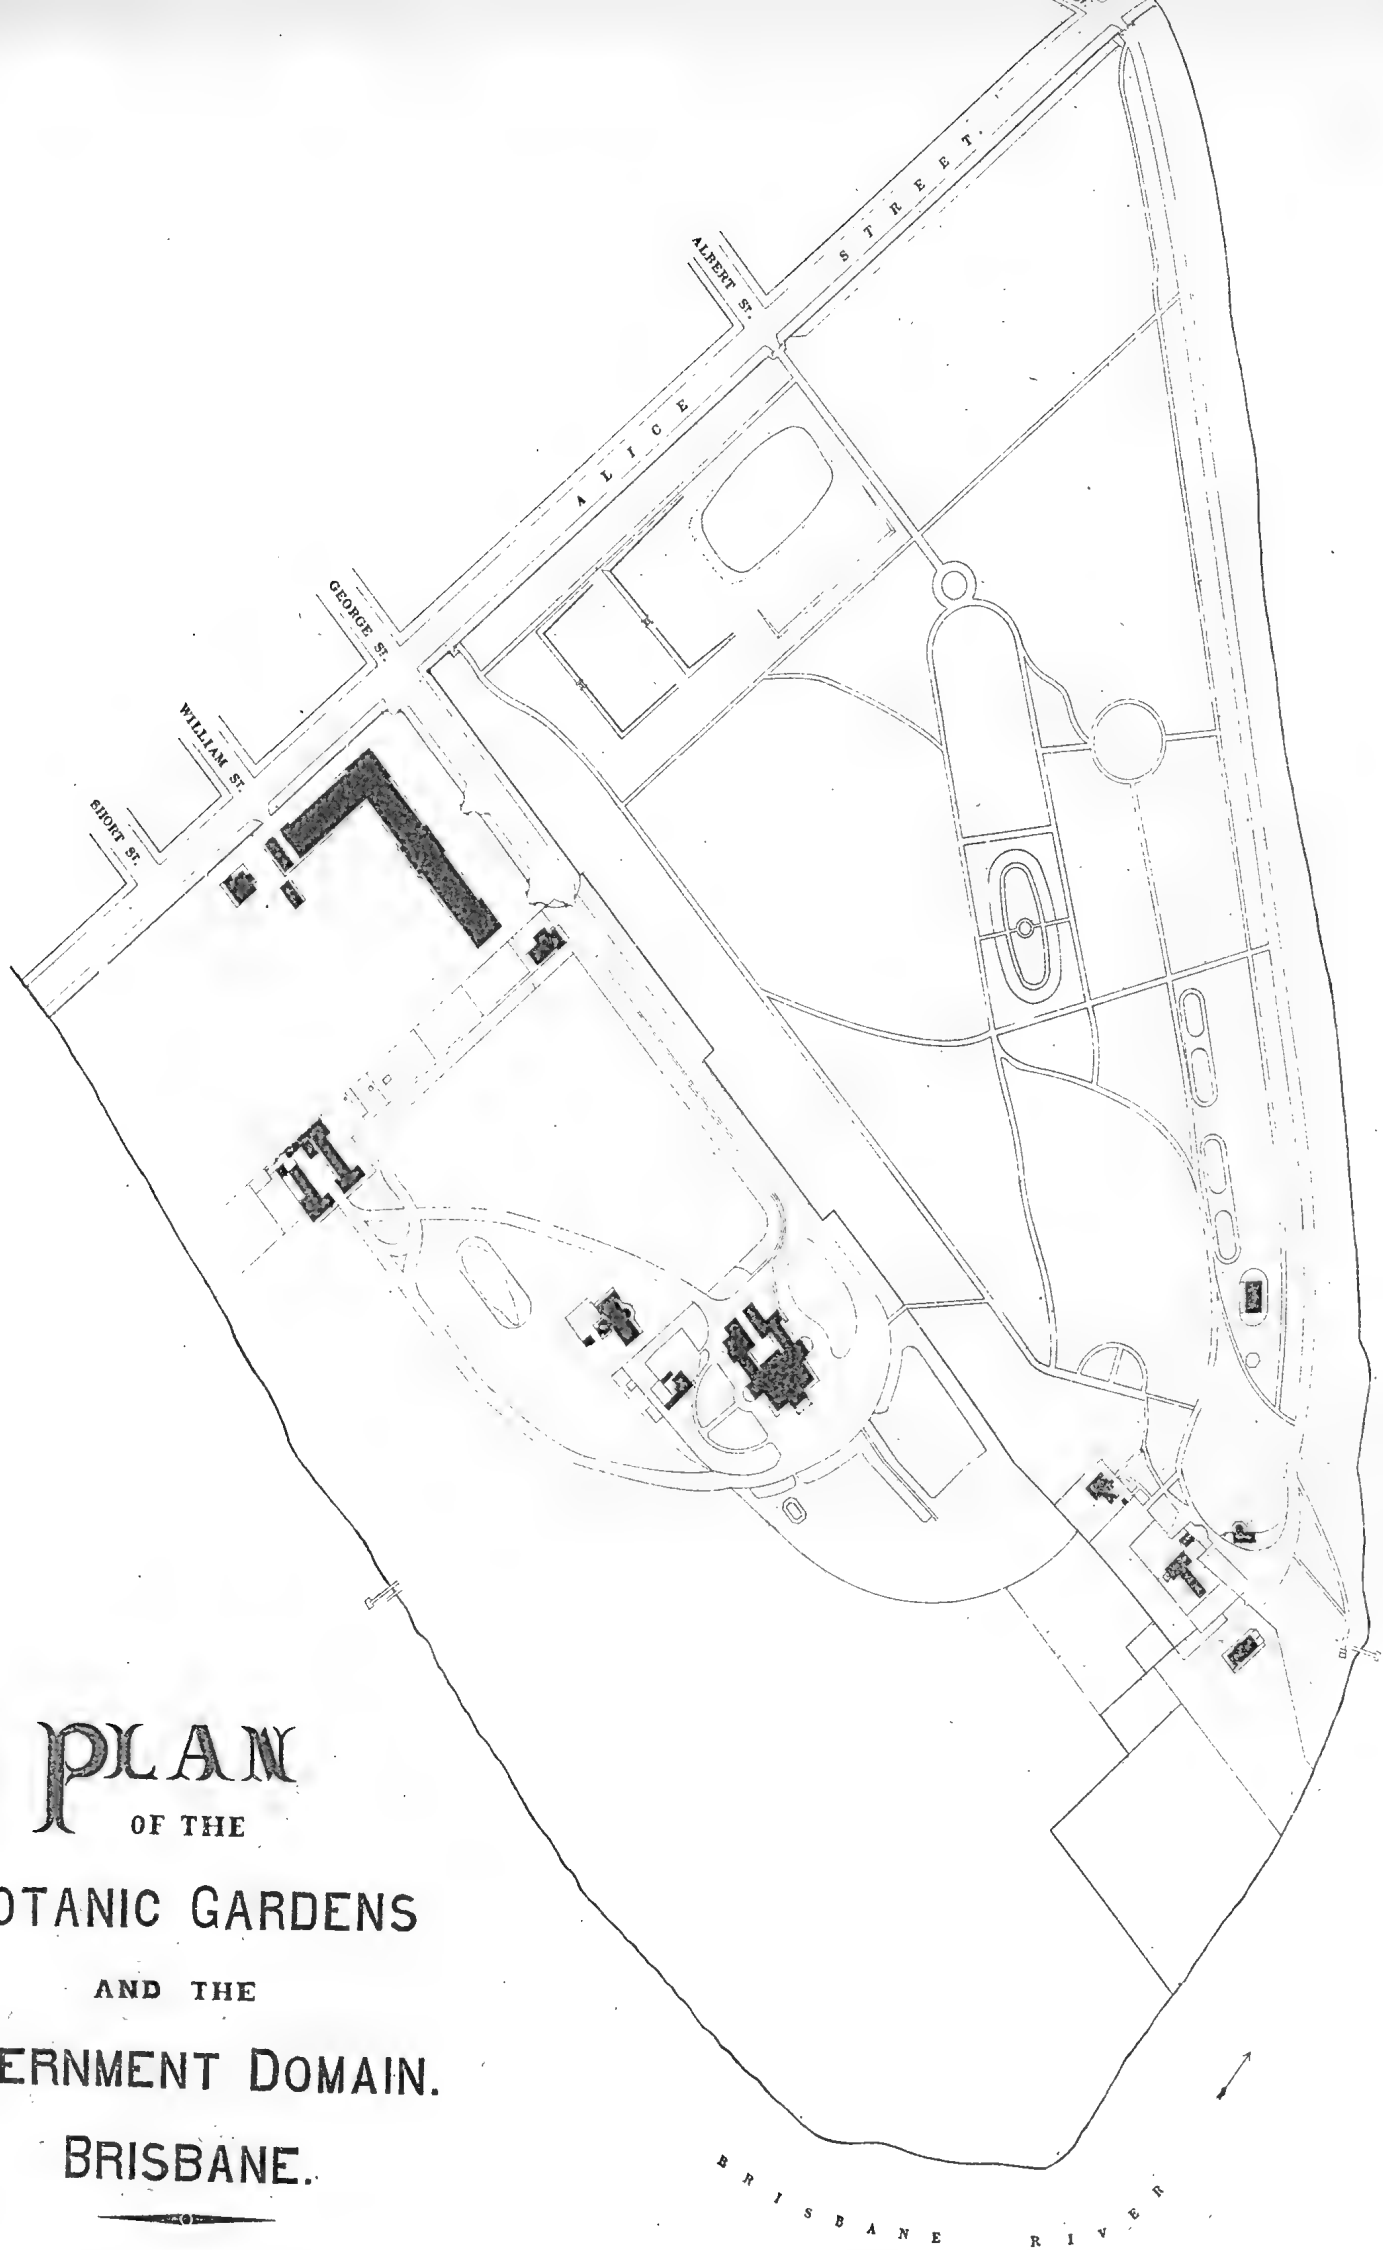 ALICE STREET.
ALBERT ST.
GEORGE ST.
WILLIAM ST.
SHORT ST.
PLAN
OF THE
OTANIC GARDENS
AND THE
ERNMENT DOMAIN.
BRISBANE.
BRISBANE RIVER